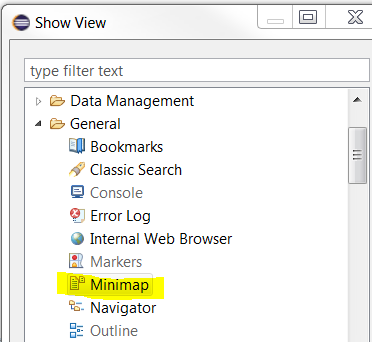 Show View
type filter text
Data Management
General
Bookmarks
Classic Search
Console
Error Log
Internal Web Browser
Markers
Minimap
Navigator
Outline